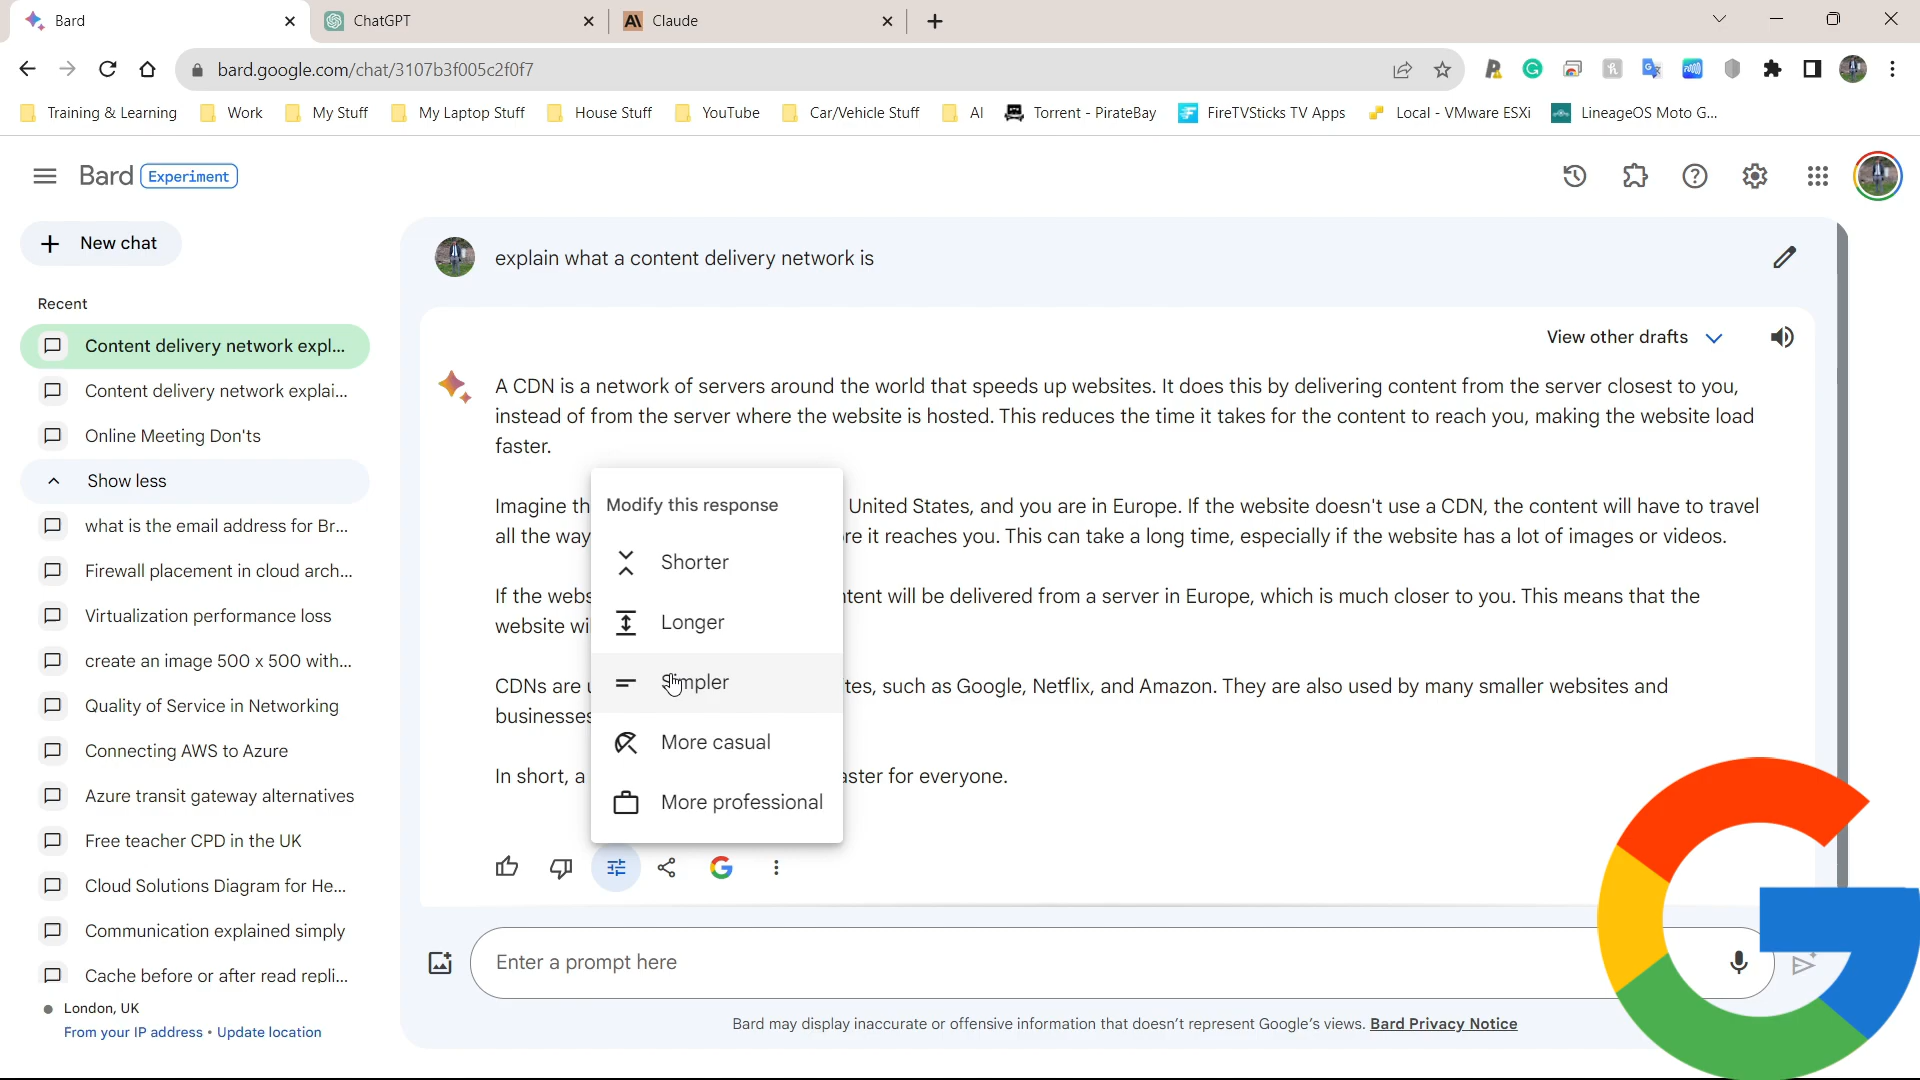 Bard
ChatGPT
Claude
bard.google.com/chat/3107b3f005c2f0f7
Training & Learning
Work
My Stuff
My Laptop Stuff
House Stuff
YouTube
Car/Vehicle Stuff
AI
Torrent - PirateBay
FireTVSticks TV Apps
Local - VMware ESXi
LineageOS Moto G...
Bard Experiment
New chat
Recent
Content delivery network expl...
Content delivery network explai...
Online Meeting Don'ts
Show less
what is the email address for Br...
Firewall placement in cloud arch...
Virtualization performance loss
create an image 500 x 500 with...
Quality of Service in Networking
Connecting AWS to Azure
Azure transit gateway alternatives
Free teacher CPD in the UK
Cloud Solutions Diagram for He...
Communication explained simply
Cache before or after read repli...
London, UK
From your IP address • Update location
explain what a content delivery network is
View other drafts
A CDN is a network of servers around the world that speeds up websites. It does this by delivering content from the server closest to you,
instead of from the server where the website is hosted. This reduces the time it takes for the content to reach you, making the website load
faster.
Imagine th United States, and you are in Europe. If the website doesn't use a CDN, the content will have to travel
all the way re it reaches you. This can take a long time, especially if the website has a lot of images or videos.
If the webs tent will be delivered from a server in Europe, which is much closer to you. This means that the
website wi
CDNs are u tes, such as Google, Netflix, and Amazon. They are also used by many smaller websites and
businesses
In short, a aster for everyone.
Modify this response
Shorter
Longer
Simpler
More casual
More professional
Enter a prompt here
Bard may display inaccurate or offensive information that doesn't represent Google's views. Bard Privacy Notice